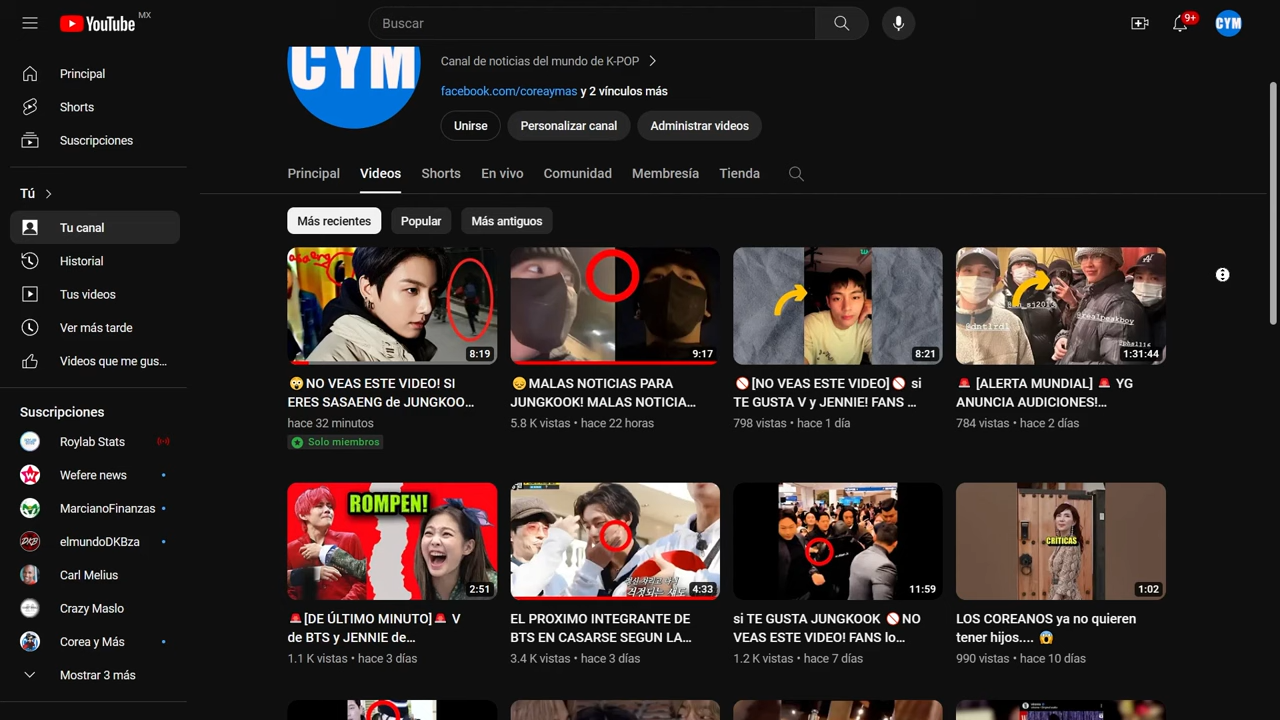 YouTube MX
Buscar
9+
CYM
Principal
Shorts
Suscripciones
Tú
Tu canal
Historial
Tus videos
Ver más tarde
Videos que me gus...
Suscripciones
Roylab Stats
Wefere news
MarcianoFinanzas
elmundoDKBza
Carl Melius
Crazy Maslo
Corea y Más
Mostrar 3 más
CYM
Canal de noticias del mundo de K-POP
facebook.com/coreaymas y 2 vínculos más
Unirse
Personalizar canal
Administrar videos
Principal
Videos
Shorts
En vivo
Comunidad
Membresía
Tienda
Más recientes
Popular
Más antiguos
8:19
😳NO VEAS ESTE VIDEO! SI
ERES SASAENG de JUNGKOO...
hace 32 minutos
Solo miembros
9:17
😞MALAS NOTICIAS PARA
JUNGKOOK! MALAS NOTICIA...
5.8 K vistas • hace 22 horas
8:21
🚫[NO VEAS ESTE VIDEO]🚫 si
TE GUSTA V y JENNIE! FANS ...
798 vistas • hace 1 día
@realpeakboy
1:31:44
🚨 [ALERTA MUNDIAL] 🚨 YG
ANUNCIA AUDICIONES!...
784 vistas • hace 2 días
ROMPEN!
2:51
🚨[DE ÚLTIMO MINUTO]🚨 V
de BTS y JENNIE de...
1.1 K vistas • hace 3 días
4:33
EL PROXIMO INTEGRANTE DE
BTS EN CASARSE SEGUN LA...
3.4 K vistas • hace 3 días
11:59
si TE GUSTA JUNGKOOK 🚫NO
VEAS ESTE VIDEO! FANS lo...
1.2 K vistas • hace 7 días
CRÍTICAS
1:02
LOS COREANOS ya no quieren
tener hijos.... 😱
990 vistas • hace 10 días